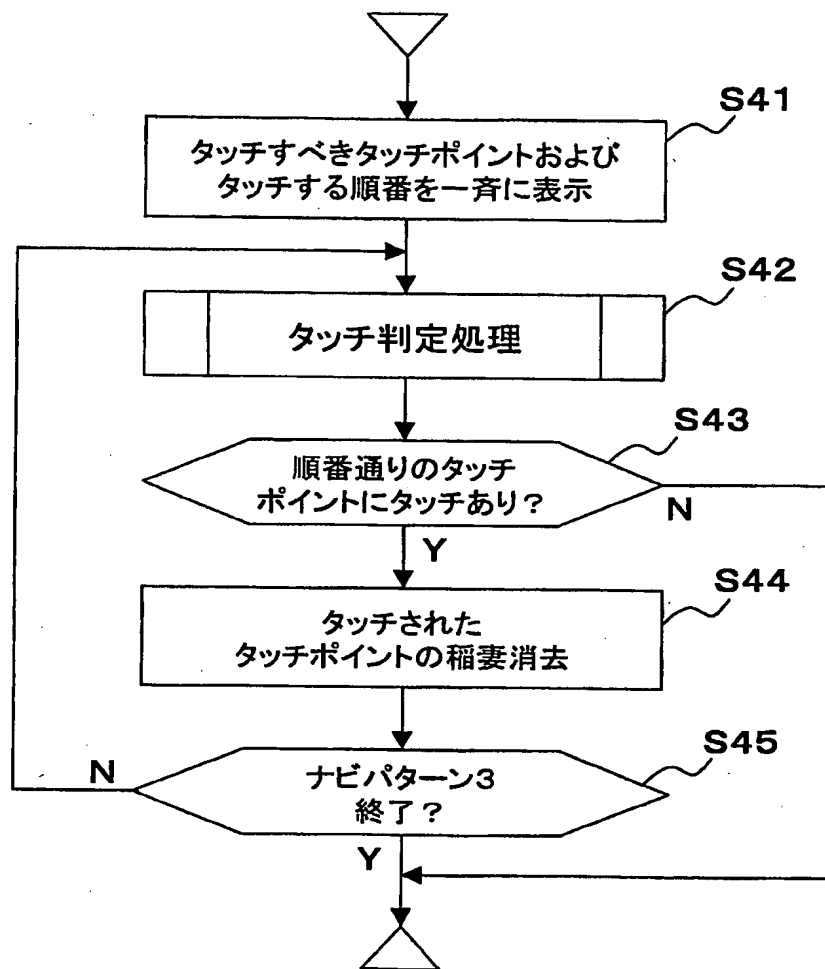 S41
タッチすべきタッチポイントおよび
タッチする順番を一斉に表示
S42
タッチ判定処理
S43
順番通りのタッチ
ポイントにタッチあり？
N
Y
S44
タッチされた
タッチポイントの稲妻消去
S45
ナビパターン3
終了？
N
Y